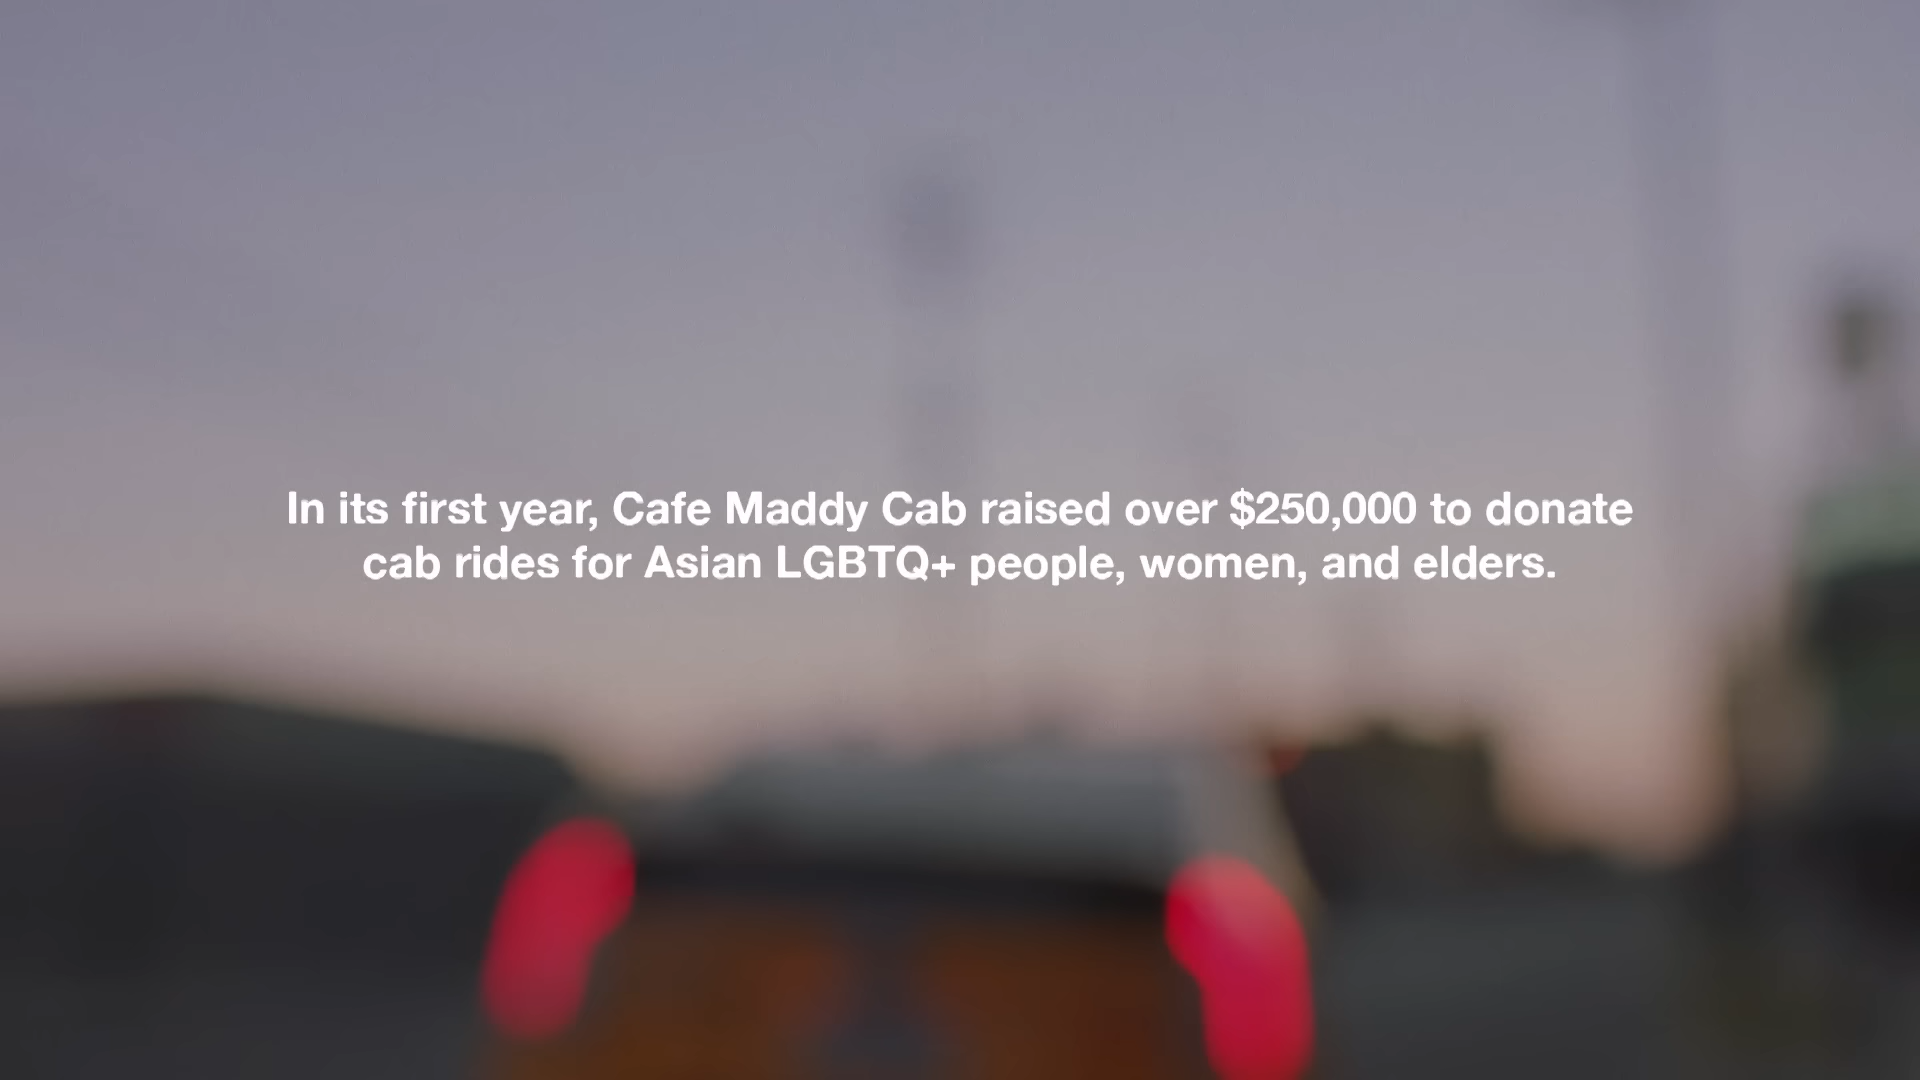 In its first year, Cafe Maddy Cab raised over $250,000 to donate
cab rides for Asian LGBTQ+ people, women, and elders.